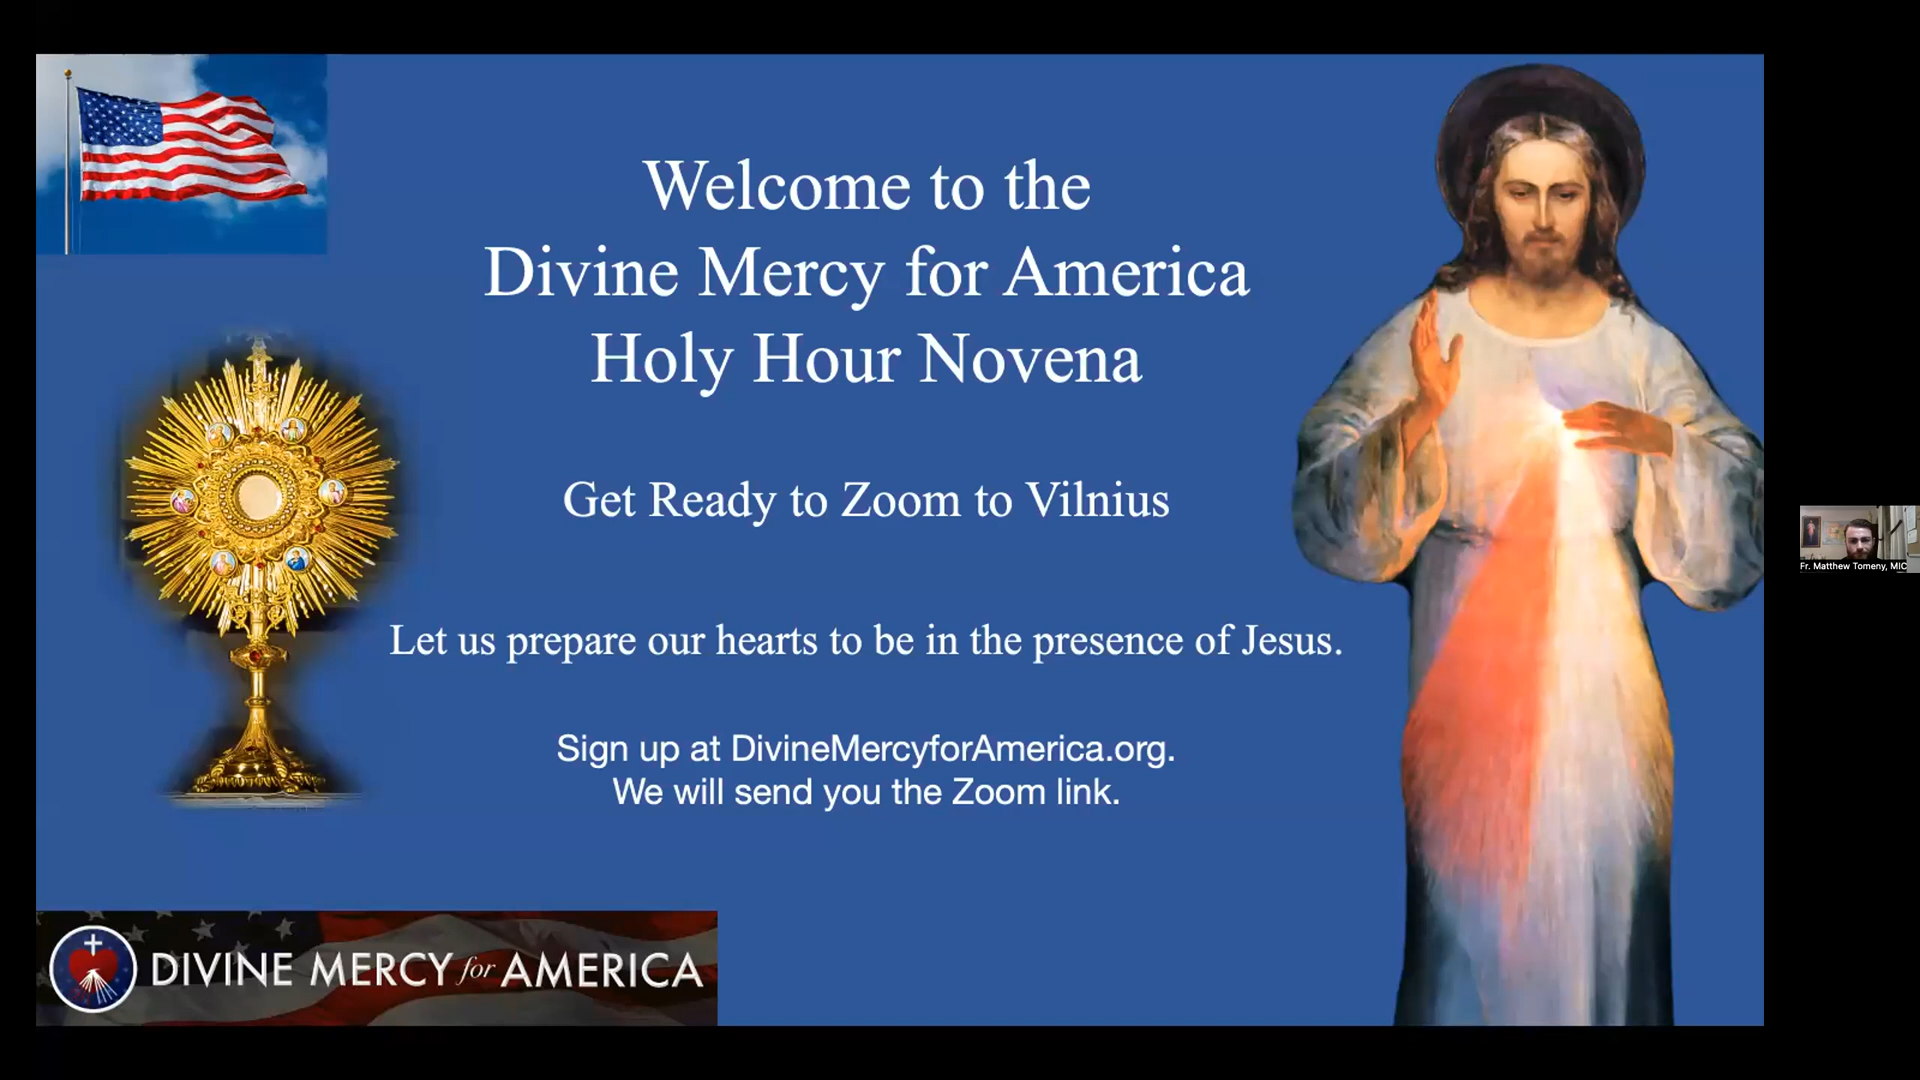 Welcome to the
Divine Mercy for America
Holy Hour Novena
Get Ready to Zoom to Vilnius
Let us prepare our hearts to be in the presence of Jesus.
Sign up at DivineMercyforAmerica.org.
We will send you the Zoom link.
DIVINE MERCY for AMERICA
Fr. Matthew Tomeny, MIC